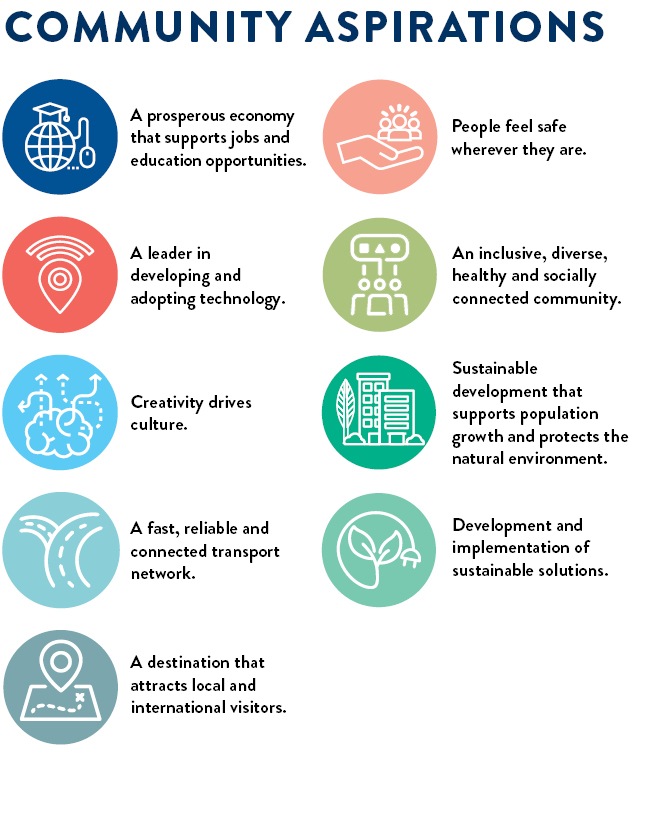 COMMUNITY ASPIRATIONS
A prosperous economy
that supports jobs and
education opportunities.
People feel safe
wherever they are.
A leader in
developing and
adopting technology.
An inclusive, diverse,
healthy and socially
connected community.
Creativity drives
culture.
Sustainable
development that
supports population
growth and protects the
natural environment.
A fast, reliable and
connected transport
network.
Development and
implementation of
sustainable solutions.
A destination that
attracts local and
international visitors.